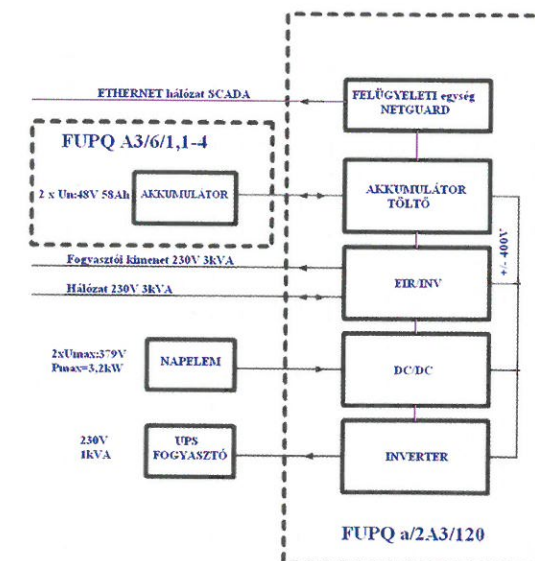 ETHERNET hálózat SCADA
FELÜGYELETI egység
NETGUARD
FUPQ A3/6/1,1-4
2 x Un:48V 58Ah
AKKUMULÁTOR
AKKUMULÁTOR
TÖLTŐ
+/- 400V
Fogvasztói kimenet 230V 3kVA
Hálózat 230V 3kVA
EIR/INV
2xUmax:379V
Pmax=3,2kW
NAPELEM
DC/DC
230V
1kVA
UPS
FOGYASZTÓ
INVERTER
FUPQ a/2A3/120